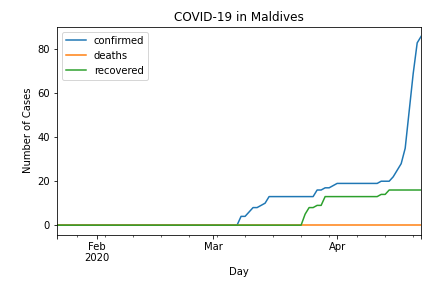 COVID-19 in Maldives
confirmed
deaths
recovered
80
60
40
20
0
Number of Cases
Feb
2020
Mar
Apr
Day